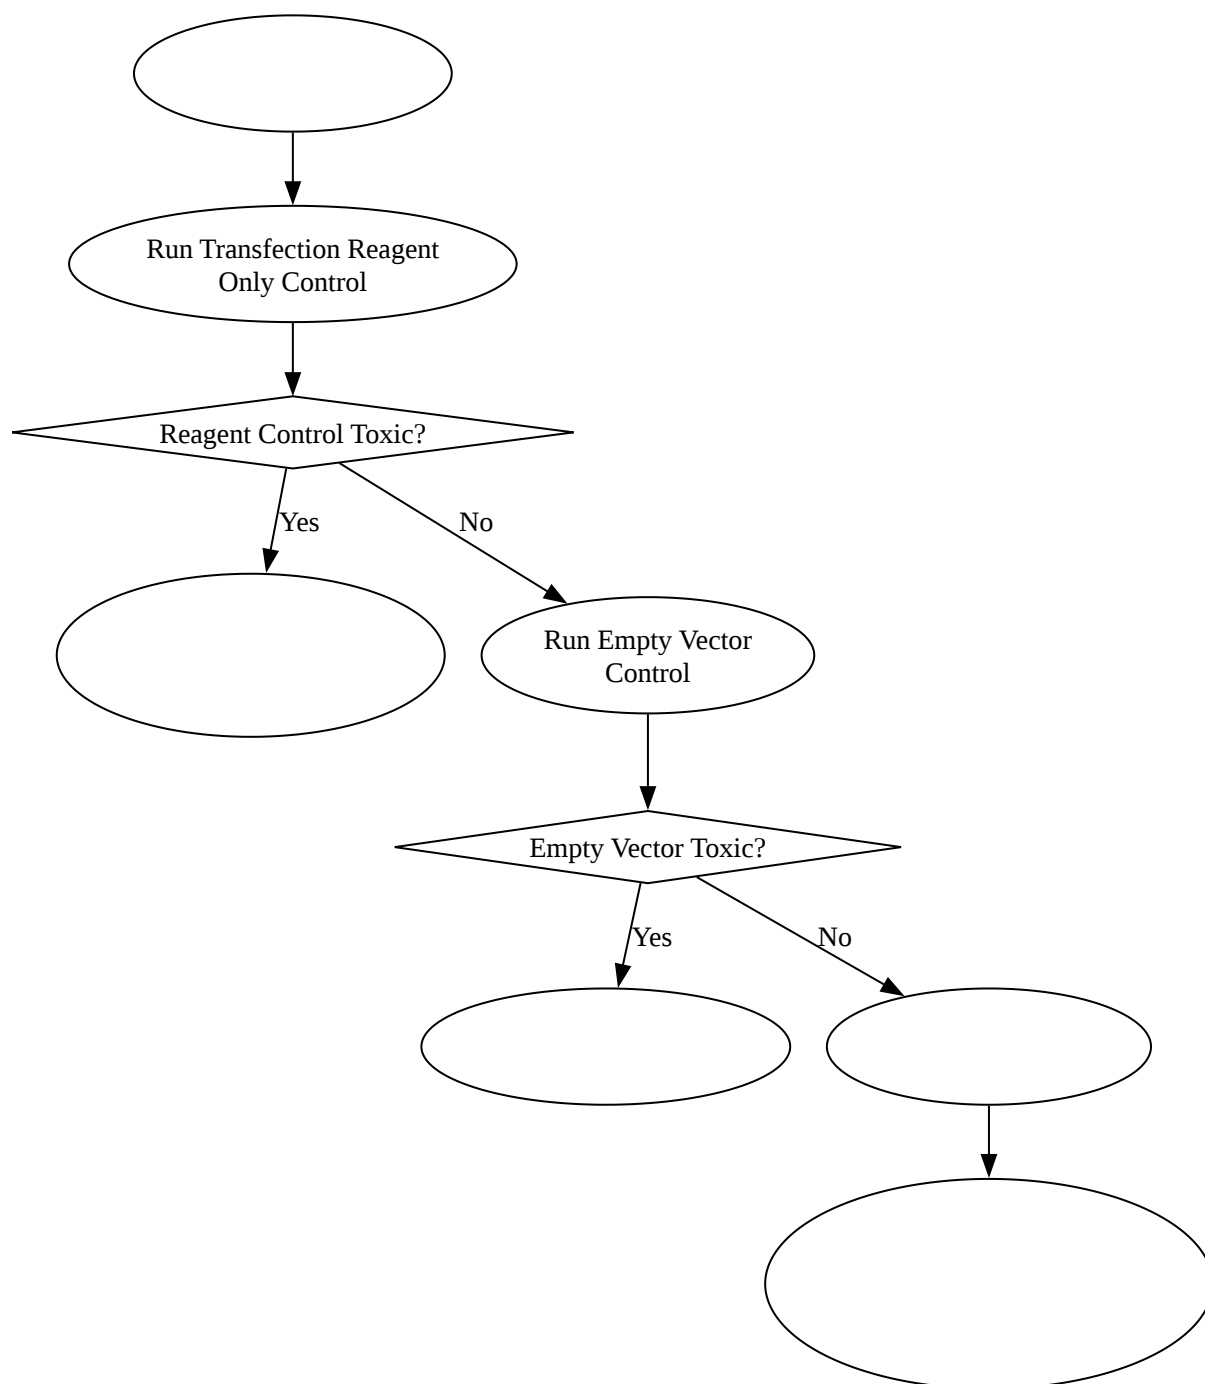 Run Transfection Reagent
Only Control
Reagent Control Toxic?
Yes
No
Run Empty Vector
Control
Empty Vector Toxic?
Yes
No